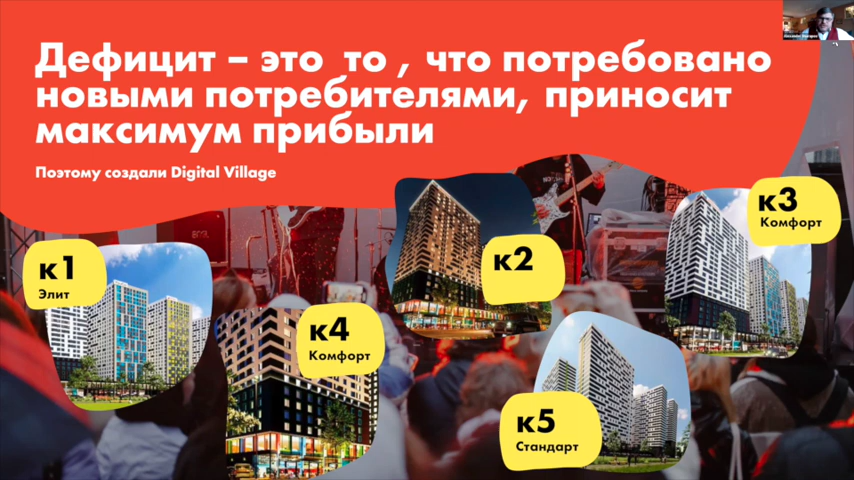 Дефицит – это то , что потребовано
новыми потребителями, приносит
максимум прибыли
Поэтому создали Digital Village
к1
Элит
к2
к3
Комфорт
к4
Комфорт
к5
Стандарт